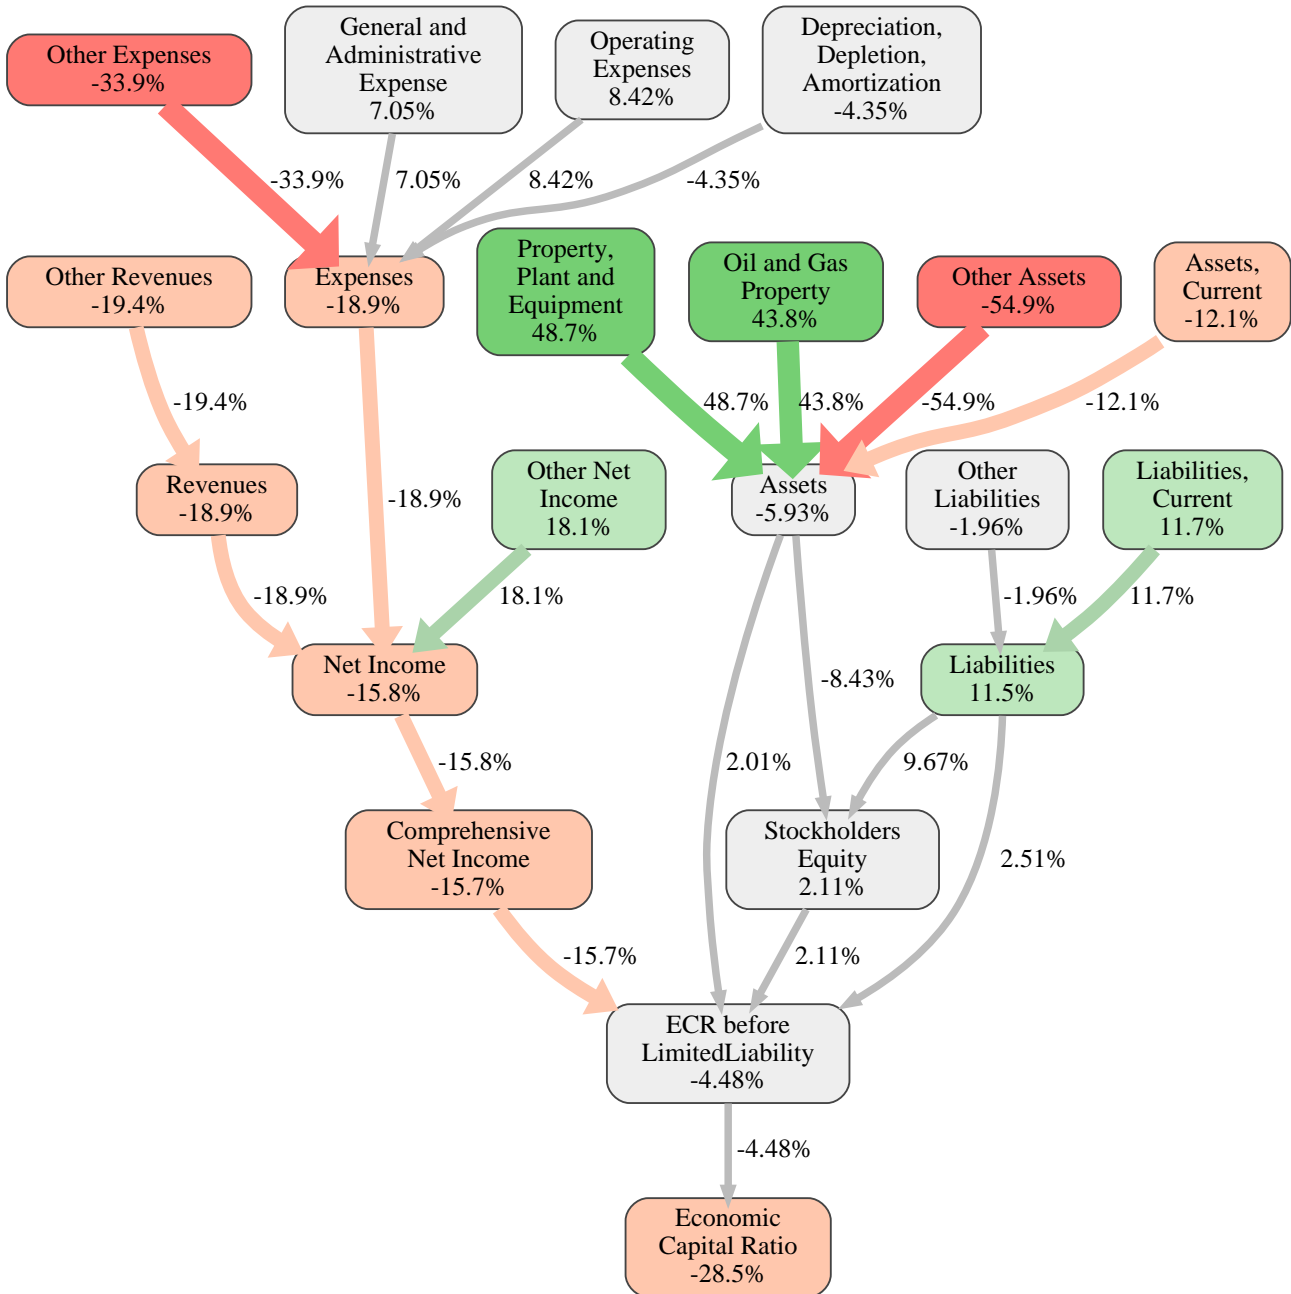 Other Expenses
-33.9%
General and
Administrative
Expense
7.05%
Operating
Expenses
8.42%
Depreciation,
Depletion,
Amortization
-4.35%
-33.9%
7.05%
8.42%
-4.35%
Other Revenues
-19.4%
Expenses
-18.9%
Property,
Plant and
Equipment
48.7%
Oil and Gas
Property
43.8%
Other Assets
-54.9%
Assets,
Current
-12.1%
-19.4%
48.7%
43.8%
-54.9%
-12.1%
Revenues
-18.9%
-18.9%
Other Net
Income
18.1%
Assets
-5.93%
Other
Liabilities
-1.96%
Liabilities,
Current
11.7%
-18.9%
18.1%
-1.96%
11.7%
Net Income
-15.8%
-8.43%
Liabilities
11.5%
-15.8%
2.01%
9.67%
Comprehensive
Net Income
-15.7%
Stockholders
Equity
2.11%
2.51%
-15.7%
2.11%
ECR before
LimitedLiability
-4.48%
-4.48%
Economic
Capital Ratio
-28.5%